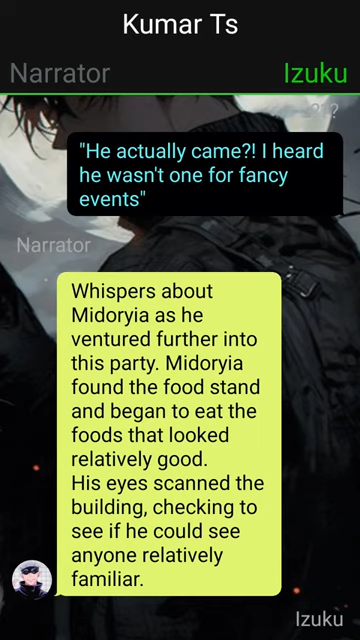 Kumar Ts
Narrator
Izuku
???
"He actually came?! I heard
he wasn't one for fancy
events"
Narrator
Whispers about
Midoryia as he
ventured further into
this party. Midoryia
found the food stand
and began to eat the
foods that looked
relatively good.
His eyes scanned the
building, checking to
see if he could see
anyone relatively
familiar.
Izuku